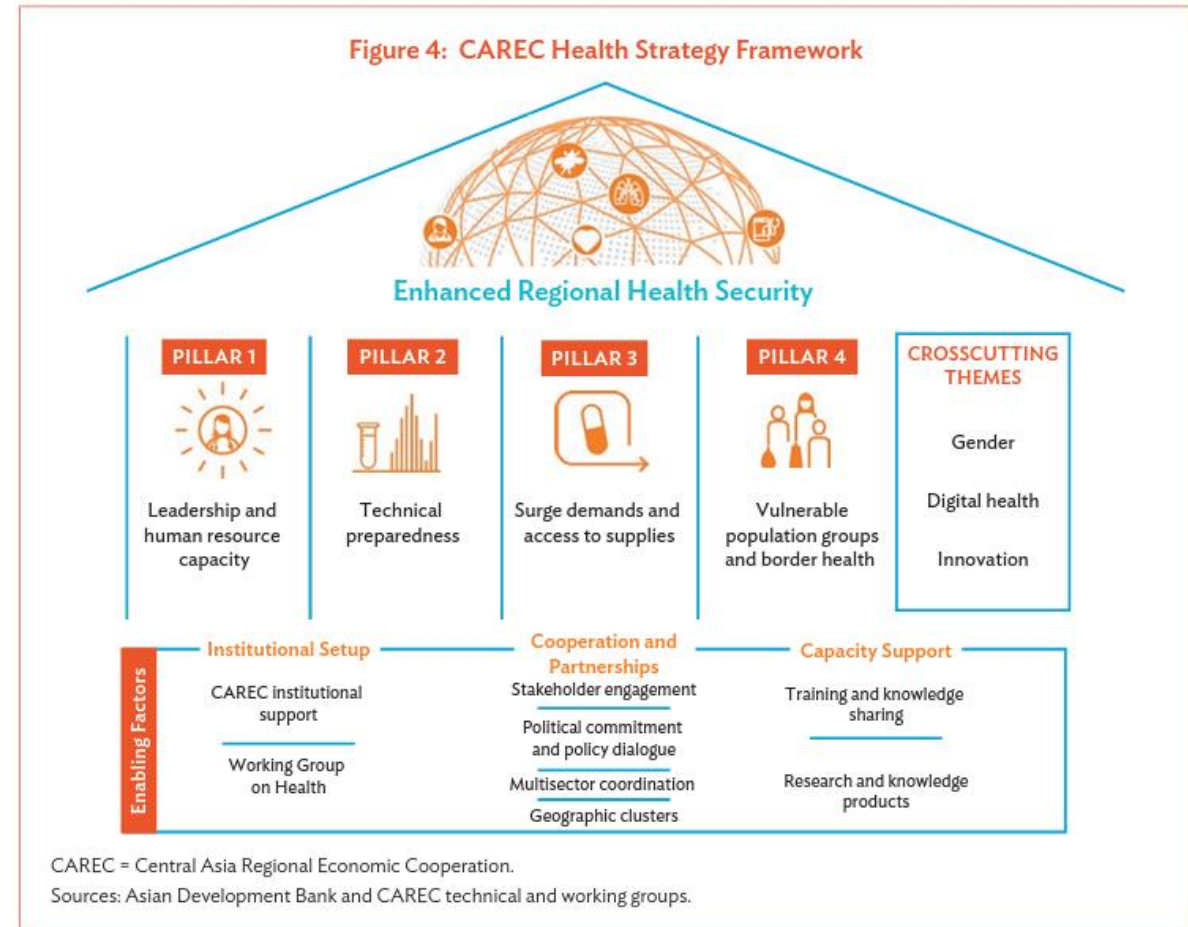 Figure 4: CAREC Health Strategy Framework
Enhanced Regional Health Security
PILLAR 1
Leadership and
human resource
capacity
PILLAR 2
Technical
preparedness
PILLAR 3
Surge demands and
access to supplies
PILLAR 4
Vulnerable
population groups
and border health
CROSSCUTTING
THEMES
Gender
Digital health
Innovation
Enabling Factors
Institutional Setup
CAREC institutional
support
Working Group
on Health
Cooperation and
Partnerships
Stakeholder engagement
Political commitment
and policy dialogue
Multisector coordination
Geographic clusters
Capacity Support
Training and knowledge
sharing
Research and knowledge
products
CAREC = Central Asia Regional Economic Cooperation.
Sources: Asian Development Bank and CAREC technical and working groups.